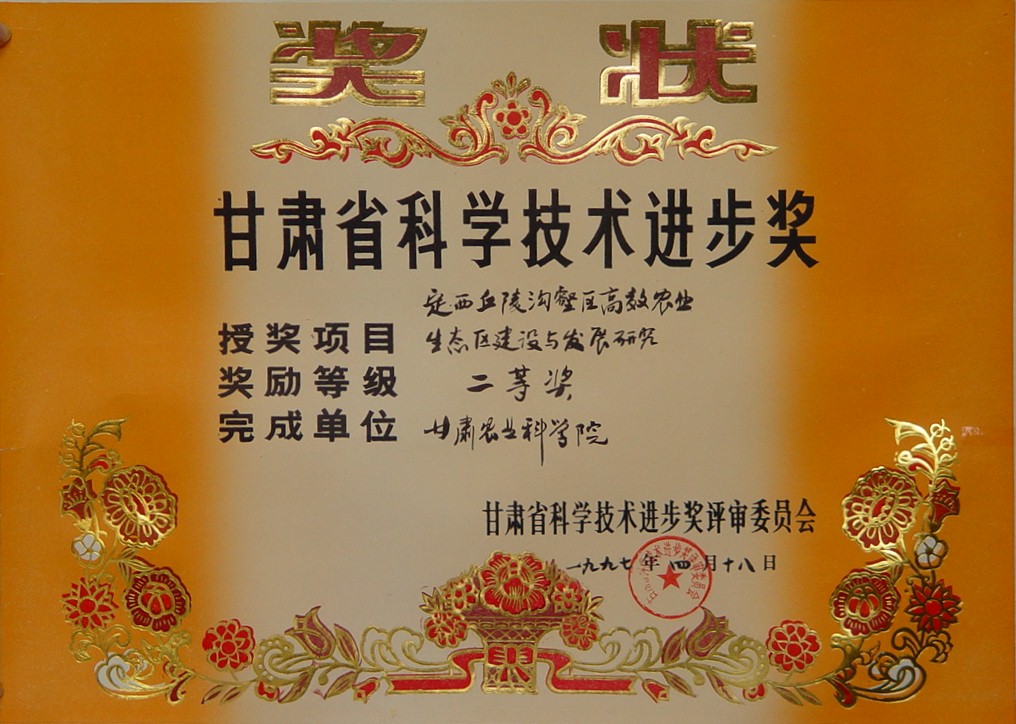 奖状
甘肃省科学技术进步奖
授奖项目 定西丘陵沟壑区高效农业
生态区建设与发展研究
奖励等级 二等奖
完成单位 甘肃农业科学院
甘肃省科学技术进步奖评审委员会
一九九七年四月十八日